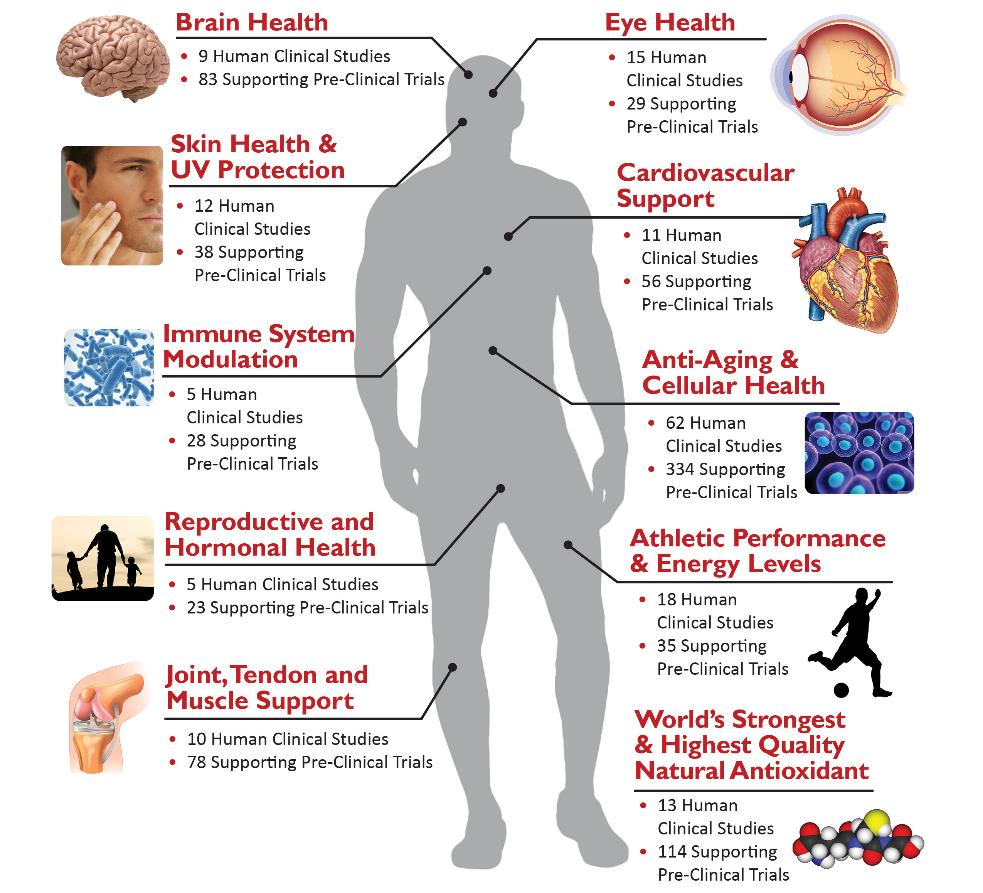 Brain Health
• 9 Human Clinical Studies
• 83 Supporting Pre-Clinical Trials
Skin Health &
UV Protection
• 12 Human
Clinical Studies
• 38 Supporting
Pre-Clinical Trials
Immune System
Modulation
• 5 Human
Clinical Studies
• 28 Supporting
Pre-Clinical Trials
Reproductive and
Hormonal Health
• 5 Human Clinical Studies
• 23 Supporting Pre-Clinical Trials
Joint, Tendon and
Muscle Support
• 10 Human Clinical Studies
• 78 Supporting Pre-Clinical Trials
Eye Health
• 15 Human
Clinical Studies
• 29 Supporting
Pre-Clinical Trials
Cardiovascular
Support
• 11 Human
Clinical Studies
• 56 Supporting
Pre-Clinical Trials
Anti-Aging &
Cellular Health
• 62 Human
Clinical Studies
• 334 Supporting
Pre-Clinical Trials
Athletic Performance
& Energy Levels
• 18 Human
Clinical Studies
• 35 Supporting
Pre-Clinical Trials
World's Strongest
& Highest Quality
Natural Antioxidant
• 13 Human
Clinical Studies
• 114 Supporting
Pre-Clinical Trials